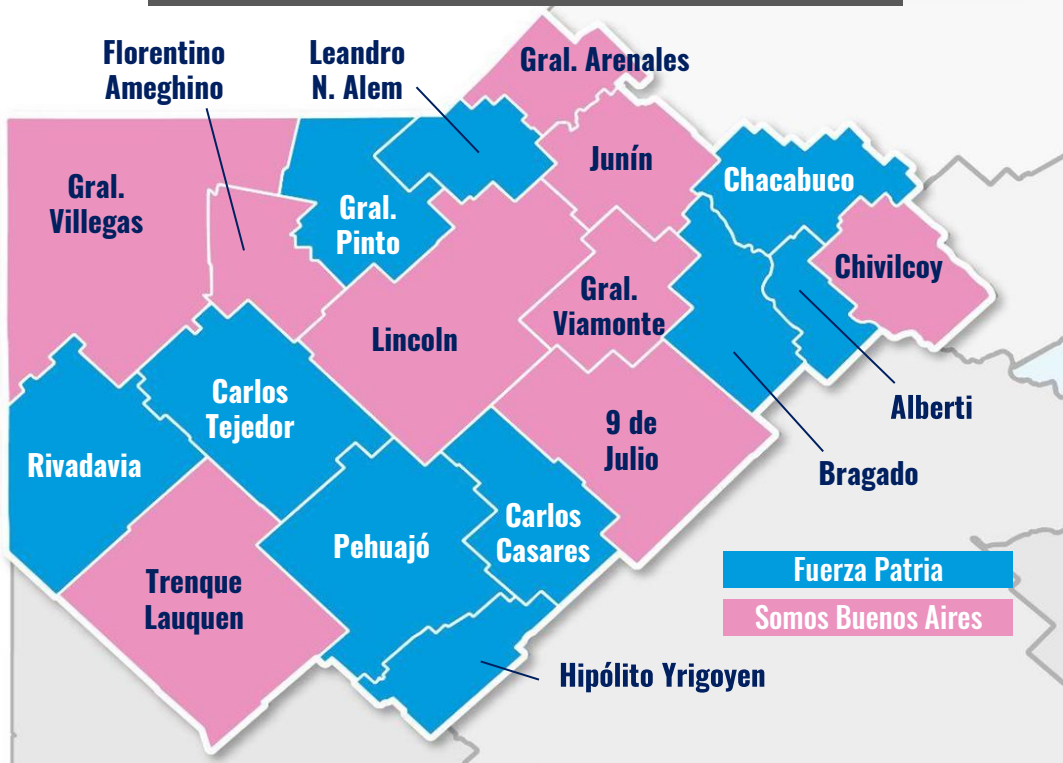 Florentino
Ameghino
Leandro
N. Alem
Gral. Arenales
Gral.
Villegas
Junín
Chacabuco
Gral.
Pinto
Chivilcoy
Gral.
Viamonte
Lincoln
Carlos
Tejedor
Alberti
9 de
Julio
Rivadavia
Bragado
Carlos
Casares
Pehuajó
Trenque
Lauquen
Fuerza Patria
Somos Buenos Aires
Hipólito Yrigoyen